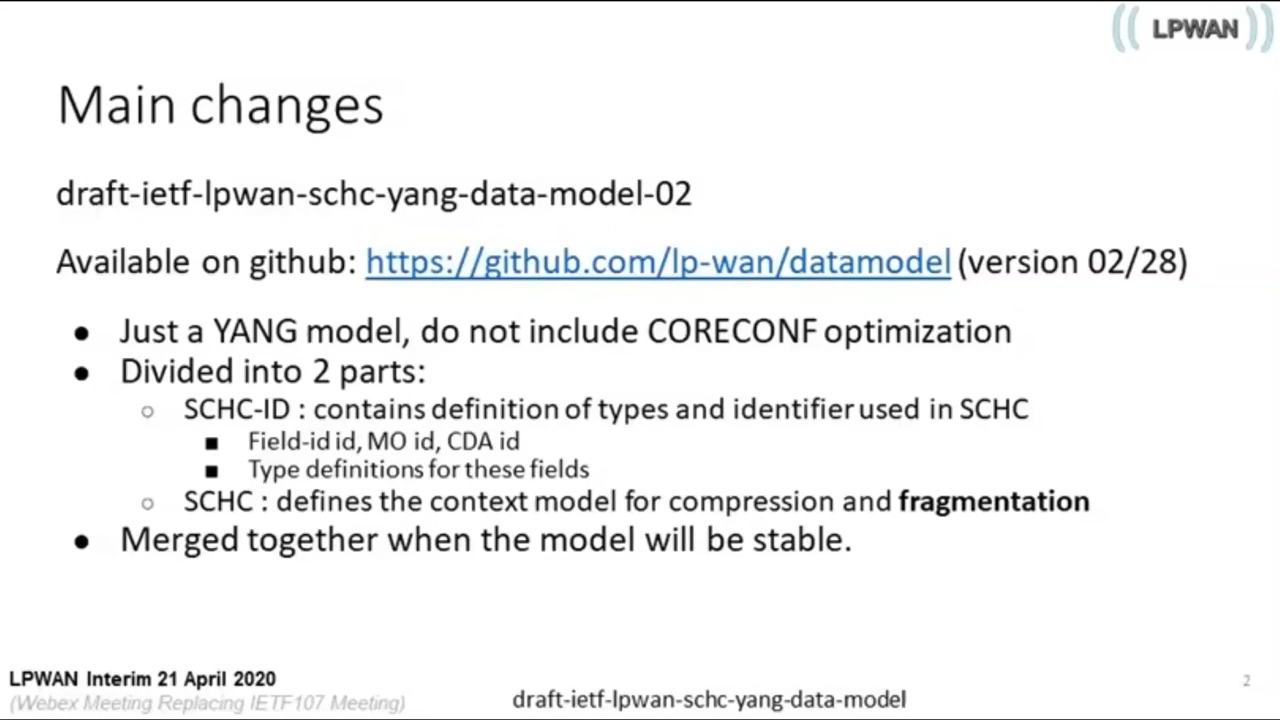 (( LPWAN ))
Main changes
draft-ietf-lpwan-schc-yang-data-model-02
Available on github: https://github.com/lp-wan/datamodel (version 02/28)
● Just a YANG model, do not include CORECONF optimization
● Divided into 2 parts:
○ SCHC-ID : contains definition of types and identifier used in SCHC
■ Field-id id, MO id, CDA id
■ Type definitions for these fields
○ SCHC : defines the context model for compression and fragmentation
● Merged together when the model will be stable.
LPWAN Interim 21 April 2020
(Webex Meeting Replacing IETF107 Meeting)
draft-ietf-lpwan-schc-yang-data-model
2